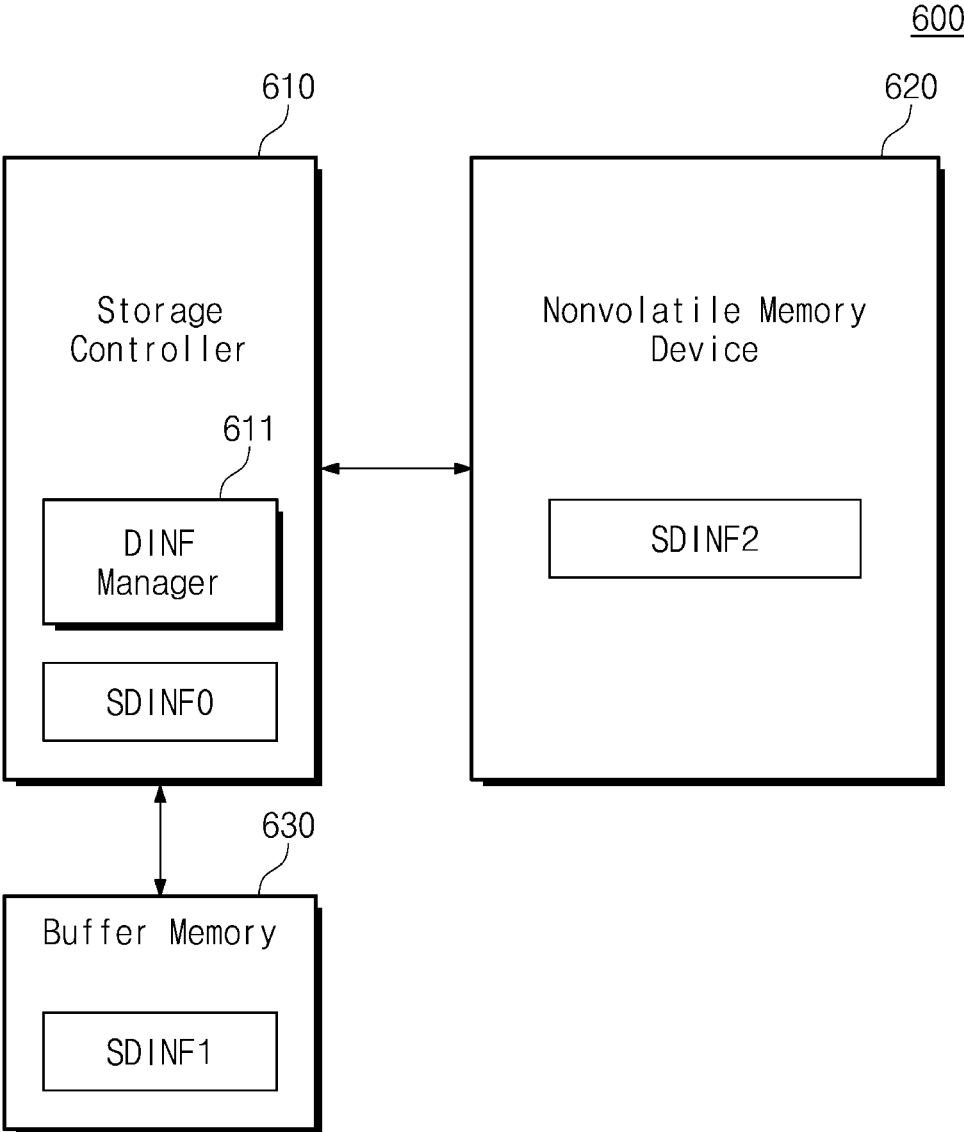 600
610
620
Storage
Controller
Nonvolatile Memory
Device
611
DINF
Manager
SDINF2
SDINF0
630
Buffer Memory
SDINF1